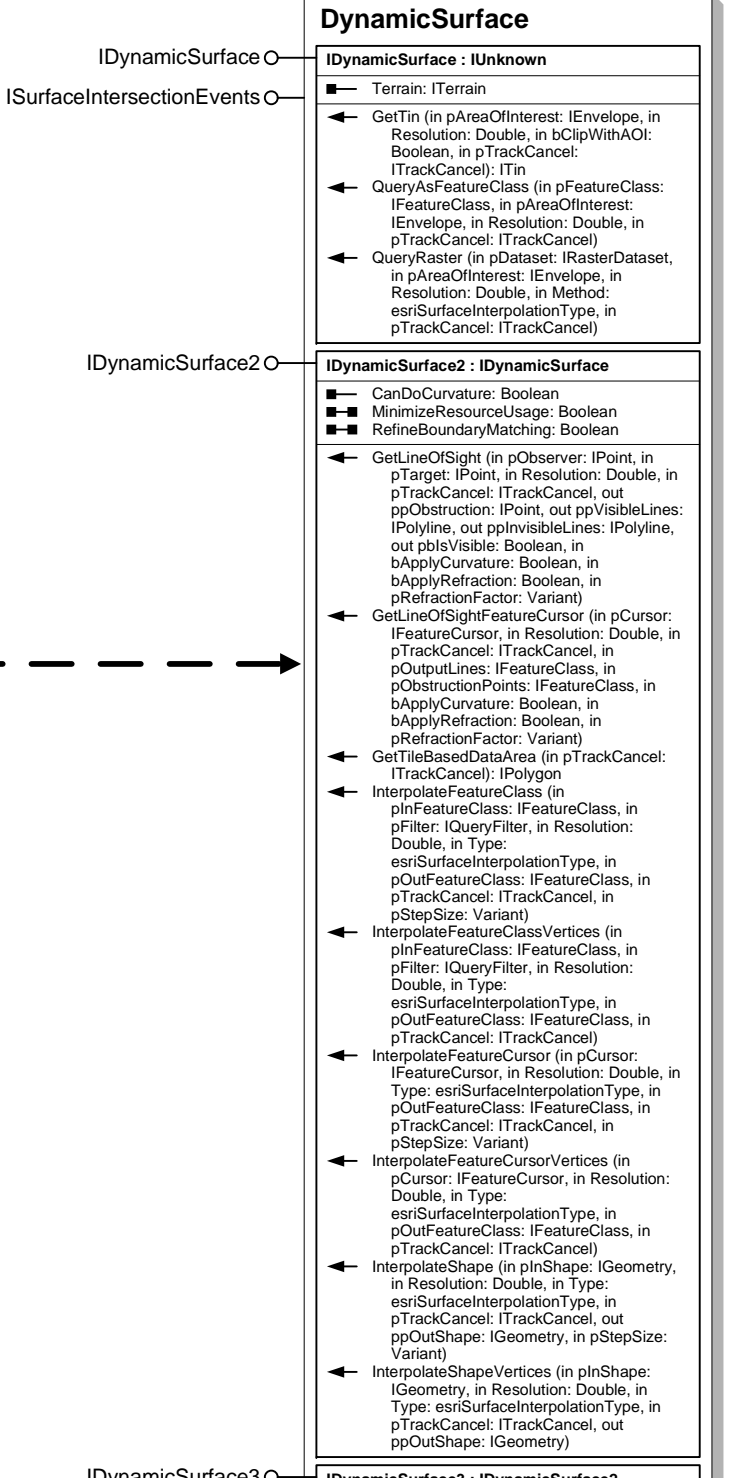 DynamicSurface
IDynamicSurface
IDynamicSurface : IUnknown
Terrain: ITerrain
ISurfaceIntersectionEvents
GetTin (in pAreaOfInterest: IEnvelope, in
Resolution: Double, in bClipWithAOI:
Boolean, in pTrackCancel:
ITrackCancel): ITin
QueryAsFeatureClass (in pFeatureClass:
IFeatureClass, in pAreaOfInterest:
IEnvelope, in Resolution: Double, in
pTrackCancel: ITrackCancel)
QueryRaster (in pDataset: IRasterDataset,
in pAreaOfInterest: IEnvelope, in
Resolution: Double, in Method:
esriSurfaceInterpolationType, in
pTrackCancel: ITrackCancel)
IDynamicSurface2
IDynamicSurface2 : IDynamicSurface
CanDoCurvature: Boolean
MinimizeResourceUsage: Boolean
RefineBoundaryMatching: Boolean
GetLineOfSight (in pObserver: IPoint, in
pTarget: IPoint, in Resolution: Double, in
pTrackCancel: ITrackCancel, out
ppObstruction: IPoint, out ppVisibleLines:
IPolyline, out ppInvisibleLines: IPolyline,
out pbIsVisible: Boolean, in
bApplyCurvature: Boolean, in
bApplyRefraction: Boolean, in
pRefractionFactor: Variant)
GetLineOfSightFeatureCursor (in pCursor:
IFeatureCursor, in Resolution: Double, in
pTrackCancel: ITrackCancel, in
pOutputLines: IFeatureClass, in
pObstructionPoints: IFeatureClass, in
bApplyCurvature: Boolean, in
bApplyRefraction: Boolean, in
pRefractionFactor: Variant)
GetTileBasedDataArea (in pTrackCancel:
ITrackCancel): IPolygon
InterpolateFeatureClass (in
pInFeatureClass: IFeatureClass, in
pFilter: IQueryFilter, in Resolution:
Double, in Type:
esriSurfaceInterpolationType, in
pOutFeatureClass: IFeatureClass, in
pTrackCancel: ITrackCancel, in
pStepSize: Variant)
InterpolateFeatureClassVertices (in
pInFeatureClass: IFeatureClass, in
pFilter: IQueryFilter, in Resolution:
Double, in Type:
esriSurfaceInterpolationType, in
pOutFeatureClass: IFeatureClass, in
pTrackCancel: ITrackCancel)
InterpolateFeatureCursor (in pCursor:
IFeatureCursor, in Resolution: Double, in
Type: esriSurfaceInterpolationType, in
pOutFeatureClass: IFeatureClass, in
pTrackCancel: ITrackCancel, in
pStepSize: Variant)
InterpolateFeatureCursorVertices (in
pCursor: IFeatureCursor, in Resolution:
Double, in Type:
esriSurfaceInterpolationType, in
pOutFeatureClass: IFeatureClass, in
pTrackCancel: ITrackCancel)
InterpolateShape (in pInShape: IGeometry,
in Resolution: Double, in Type:
esriSurfaceInterpolationType, in
pTrackCancel: ITrackCancel, out
ppOutShape: IGeometry, in pStepSize:
Variant)
InterpolateShapeVertices (in pInShape:
IGeometry, in Resolution: Double, in
Type: esriSurfaceInterpolationType, in
pTrackCancel: ITrackCancel, out
ppOutShape: IGeometry)
IDynamicSurface3
IDynamicSurface3 : IDynamicSurface2